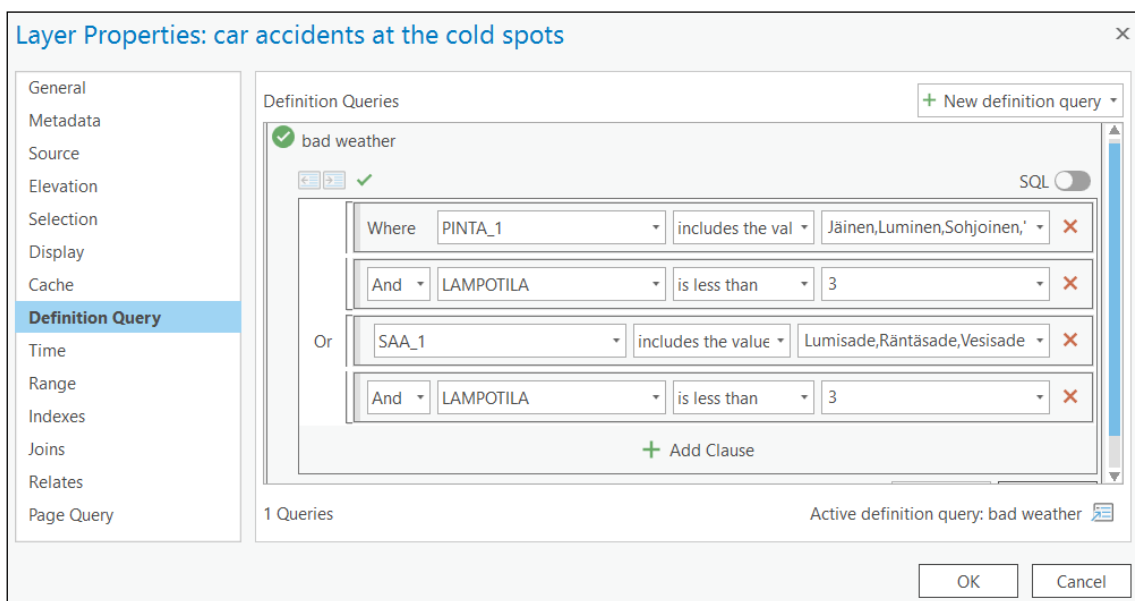 Layer Properties: car accidents at the cold spots
General
Metadata
Source
Elevation
Selection
Display
Cache
Definition Query
Time
Range
Indexes
Joins
Relates
Page Query
Definition Queries
New definition query
bad weather
SQL
Where PINTA_1 includes the val Jäinen,Luminen,Sohjoinen,'
And LAMPOTILA is less than 3
Or
SAA_1 includes the value Lumisade,Räntäsade,Vesisade
And LAMPOTILA is less than 3
Add Clause
1 Queries
Active definition query: bad weather
OK
Cancel